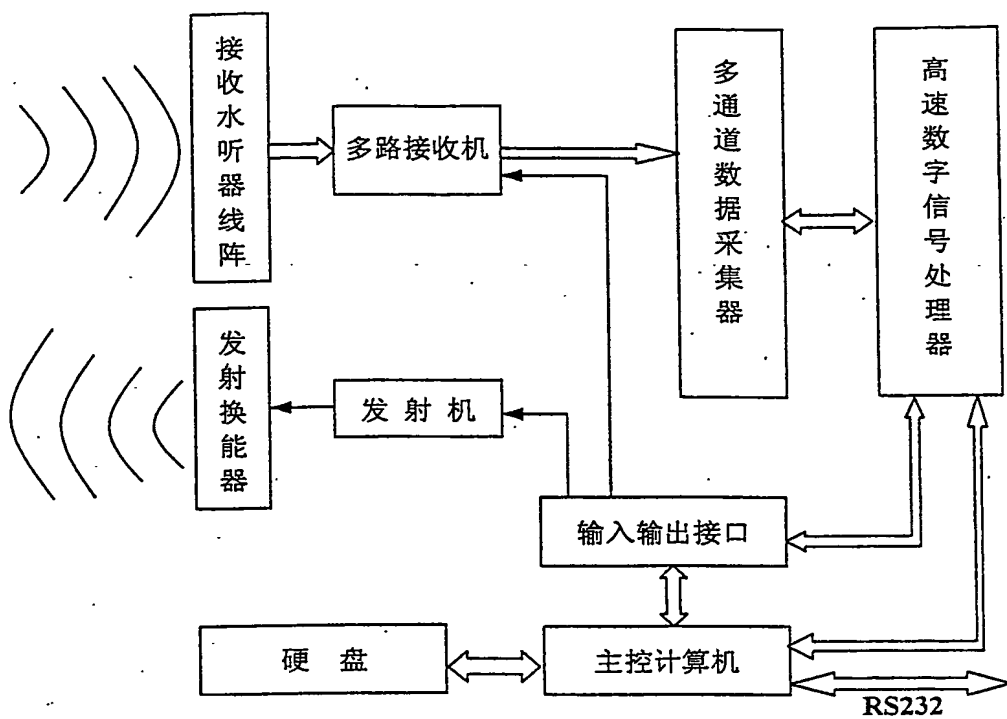 接收水听器线阵
多路接收机
多通道数据采集器
高速数字信号处理器
发射换能器
发射机
输入输出接口
硬盘
主控计算机
RS232